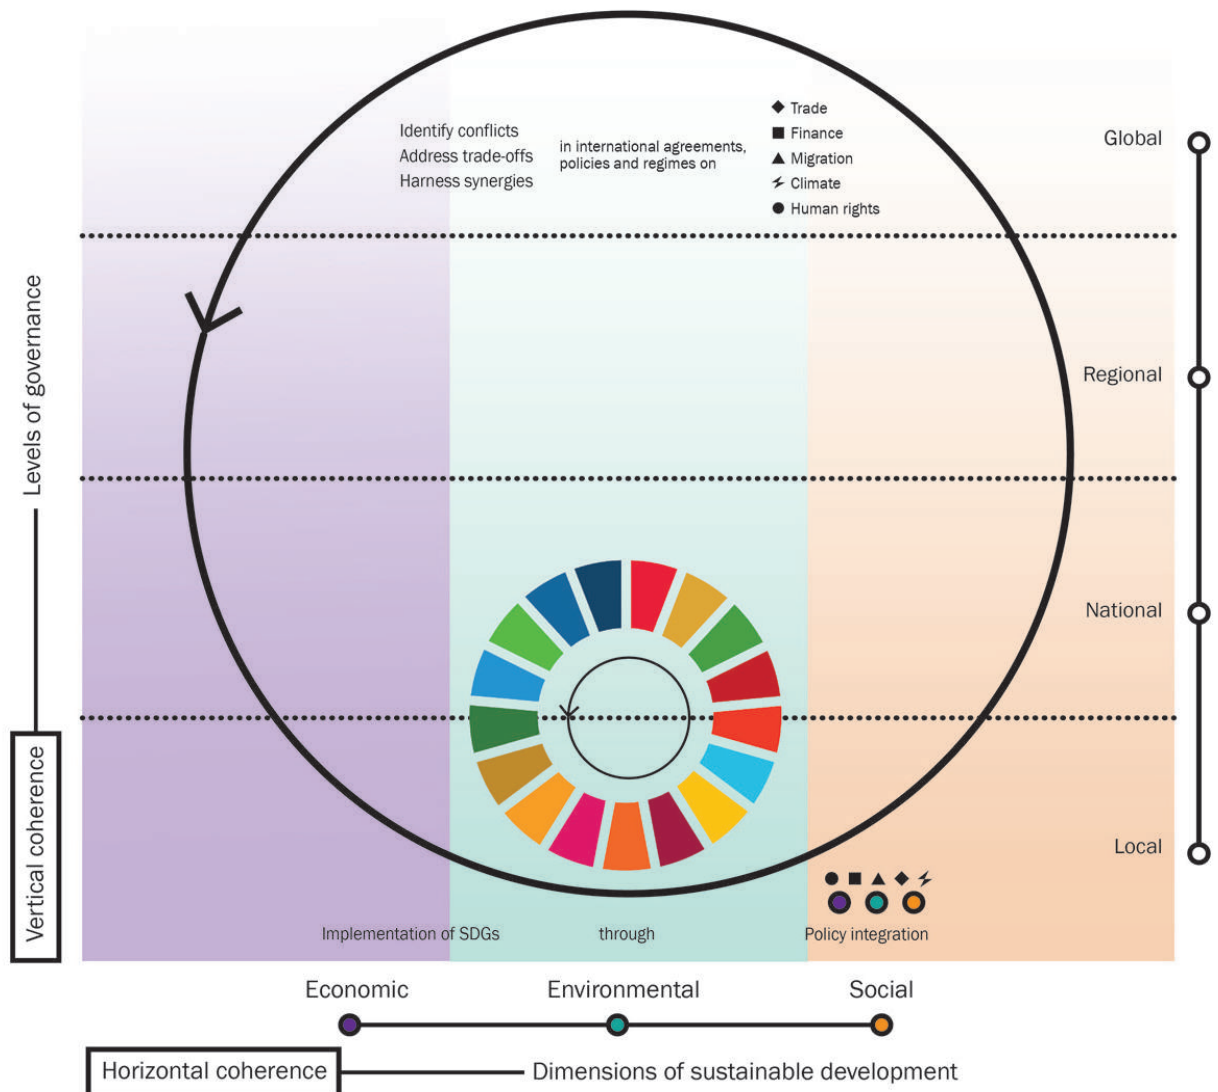 Identify conflicts
Address trade-offs
Harness synergies
in international agreements,
policies and regimes on
Trade
Finance
Migration
Climate
Human rights
Global
Regional
National
Local
Levels of governance
Vertical coherence
Implementation of SDGs
through
Policy integration
Economic
Environmental
Social
Horizontal coherence
Dimensions of sustainable development